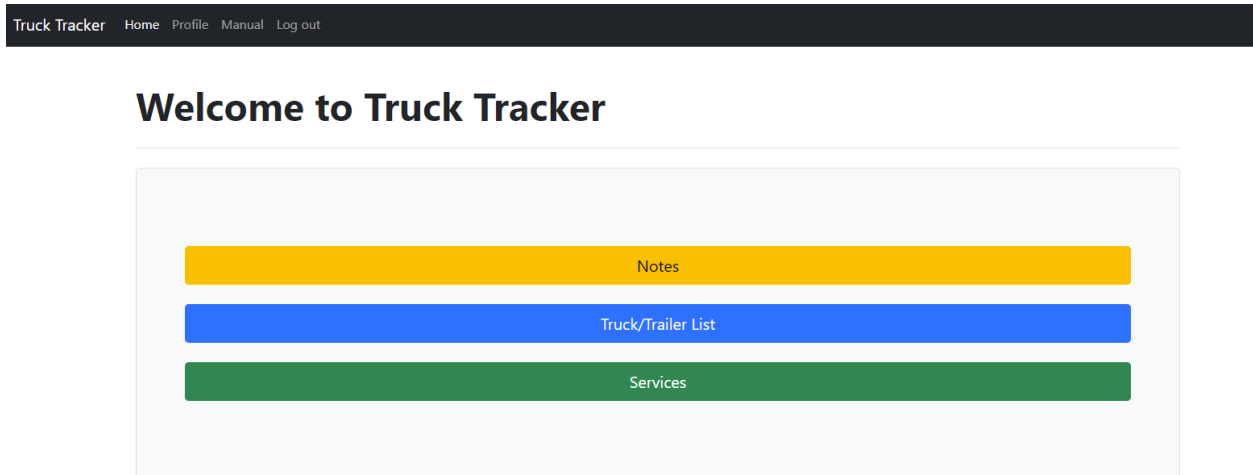 Truck Tracker Home Profile Manual Log out
Welcome to Truck Tracker
Notes
Truck/Trailer List
Services